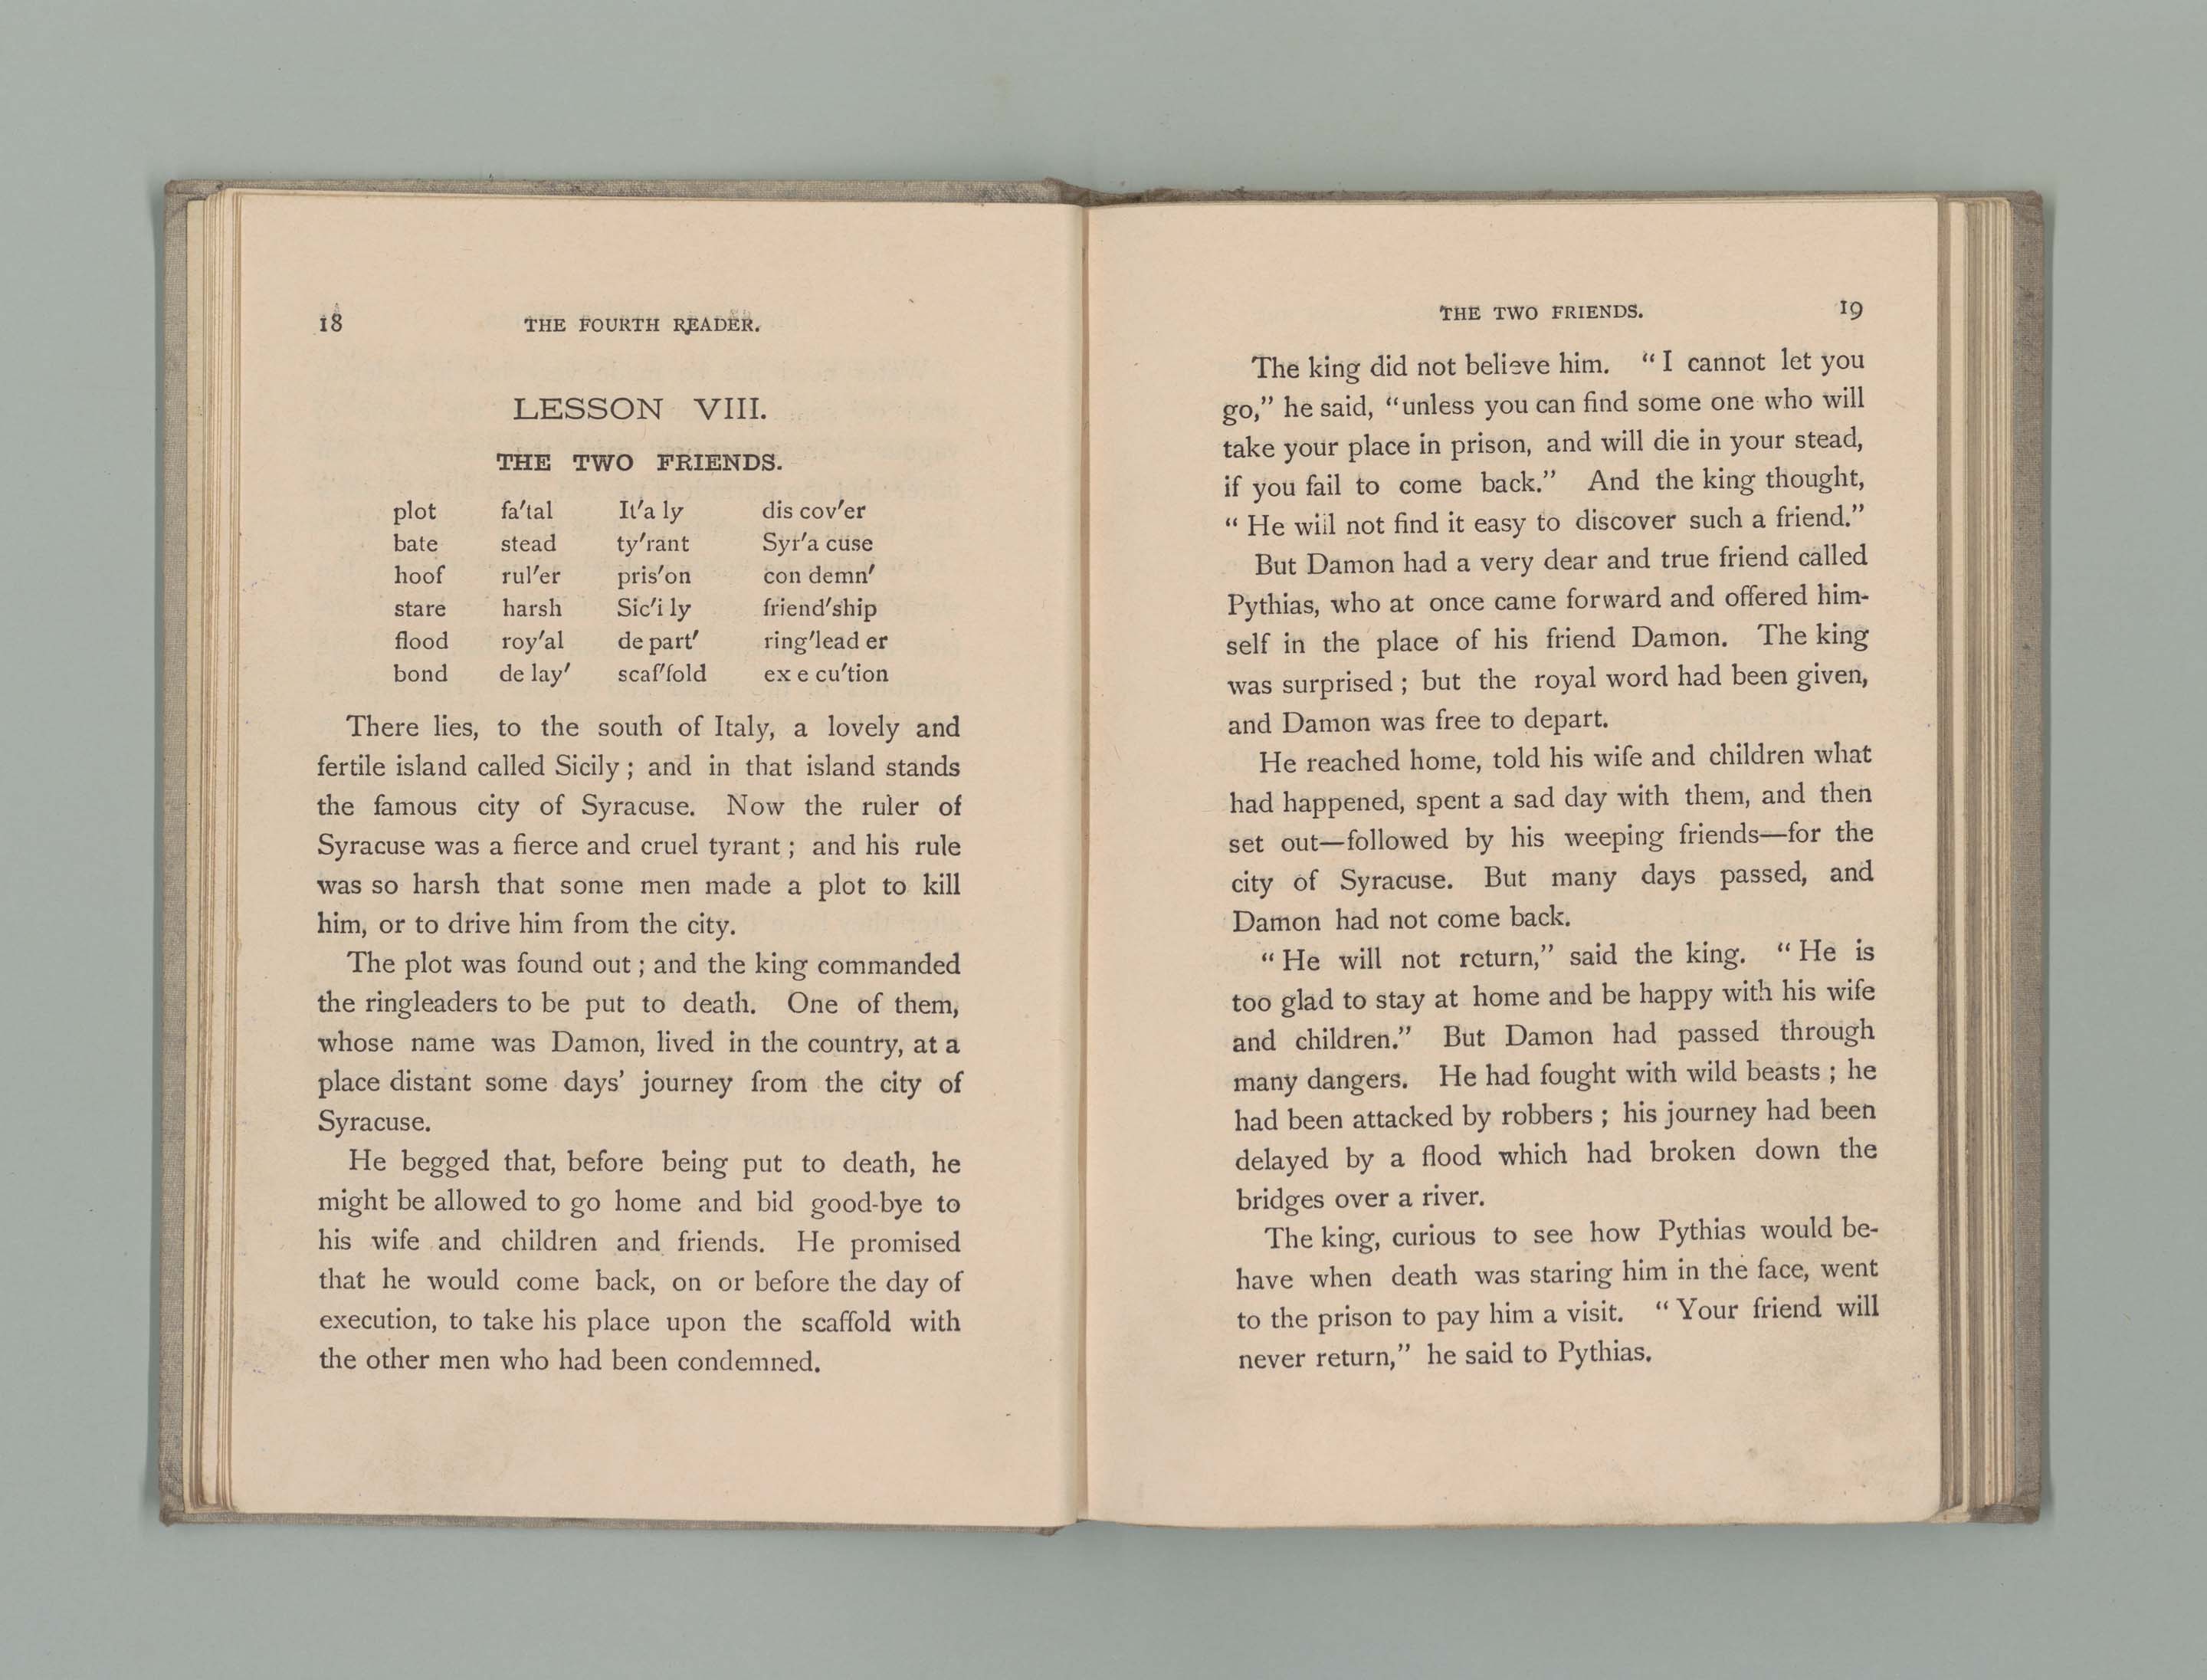 18
THE FOURTH READER.
LESSON VIII.
THE TWO FRIENDS.
plot fa'tal It'a ly dis cov'er
bate stead ty'rant Syr'a cuse
hoof rul'er pris'on con demn'
stare harsh Sic'i ly friend'ship
flood roy'al de part' ring'lead er
bond de lay' scaf'fold ex e cu'tion
There lies, to the south of Italy, a lovely and
fertile island called Sicily; and in that island stands
the famous city of Syracuse. Now the ruler of
Syracuse was a fierce and cruel tyrant; and his rule
was so harsh that some men made a plot to kill
him, or to drive him from the city.
The plot was found out; and the king commanded
the ringleaders to be put to death. One of them,
whose name was Damon, lived in the country, at a
place distant some days' journey from the city of
Syracuse.
He begged that, before being put to death, he
might be allowed to go home and bid good-bye to
his wife and children and friends. He promised
that he would come back, on or before the day of
execution, to take his place upon the scaffold with
the other men who had been condemned.
THE TWO FRIENDS.
19
The king did not believe him. "I cannot let you
go," he said, "unless you can find some one who will
take your place in prison, and will die in your stead,
if you fail to come back." And the king thought,
"He will not find it easy to discover such a friend."
But Damon had a very dear and true friend called
Pythias, who at once came forward and offered him-
self in the place of his friend Damon. The king
was surprised; but the royal word had been given,
and Damon was free to depart.
He reached home, told his wife and children what
had happened, spent a sad day with them, and then
set out—followed by his weeping friends—for the
city of Syracuse. But many days passed, and
Damon had not come back.
"He will not return," said the king. "He is
too glad to stay at home and be happy with his wife
and children." But Damon had passed through
many dangers. He had fought with wild beasts; he
had been attacked by robbers; his journey had been
delayed by a flood which had broken down the
bridges over a river.
The king, curious to see how Pythias would be-
have when death was staring him in the face, went
to the prison to pay him a visit. "Your friend will
never return," he said to Pythias.